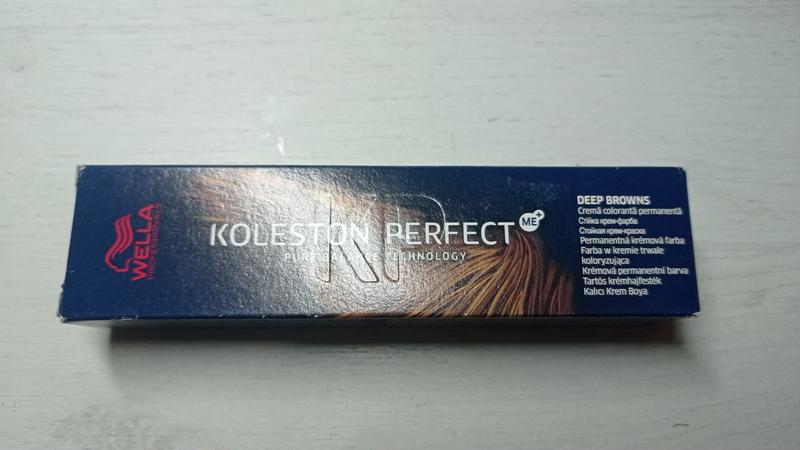 WELLA
PROFESSIONALS
KP
KOLESTON PERFECT
ME+
PURE BALANCE TECHNOLOGY
DEEP BROWNS
Cremă colorantă permanentă
Стійка крем-фарба
Стойкая крем-краска
Permanentná krémová farba
Farba w kremie trwale
koloryzująca
Krémová permanentní barva
Tartós krémhajfesték
Kalıcı Krem Boya